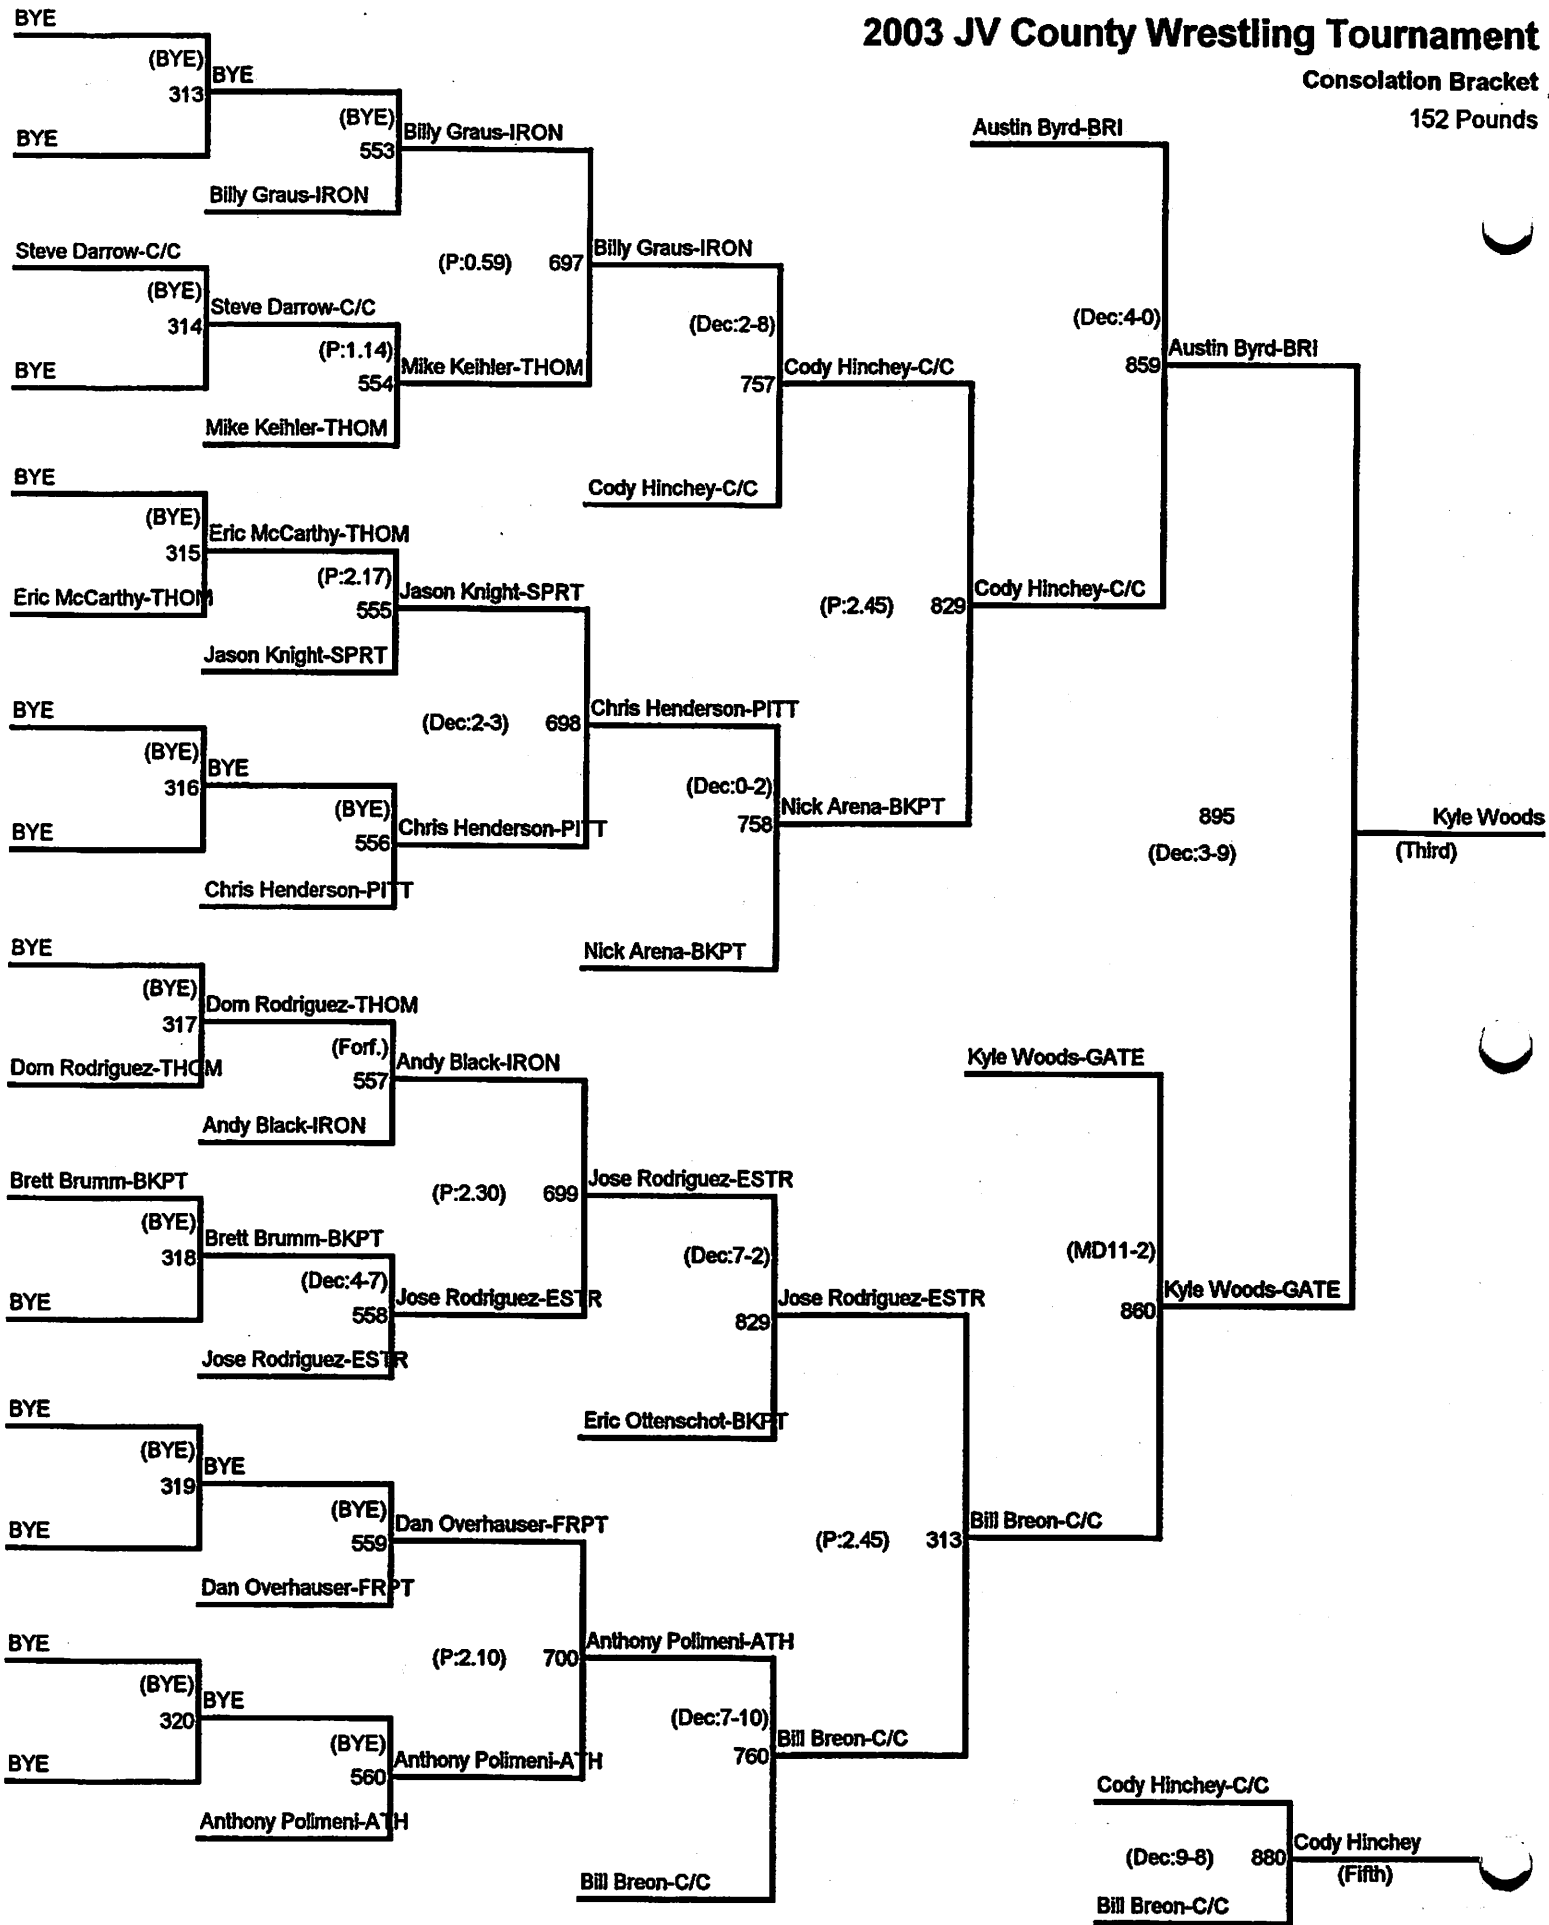 2003 JV County Wrestling Tournament
Consolation Bracket
152 Pounds
BYE
(BYE)
313
BYE
BYE
(BYE)
553
Billy Graus-IRON
Billy Graus-IRON
Steve Darrow-C/C
(BYE)
314
Steve Darrow-C/C
BYE
(P:1.14)
554
Mike Keihler-THOM
Mike Keihler-THOM
(P:0.59) 697
Billy Graus-IRON
(Dec:2-8)
757
Cody Hinchey-C/C
Cody Hinchey-C/C
BYE
(BYE)
315
Eric McCarthy-THOM
Eric McCarthy-THOM
(P:2.17)
555
Jason Knight-SPRT
Jason Knight-SPRT
BYE
(BYE)
316
BYE
BYE
(BYE)
556
Chris Henderson-PITT
Chris Henderson-PITT
(Dec:2-3) 698
Chris Henderson-PITT
(Dec:0-2)
758
Nick Arena-BKPT
Nick Arena-BKPT
(P:2.45) 829
Cody Hinchey-C/C
Austin Byrd-BRI
(Dec:4-0)
859
Austin Byrd-BRI
BYE
(BYE)
317
Dom Rodriguez-THOM
Dom Rodriguez-THOM
(Forf.)
557
Andy Black-IRON
Andy Black-IRON
Brett Brumm-BKPT
(BYE)
318
Brett Brumm-BKPT
BYE
(Dec:4-7)
558
Jose Rodriguez-ESTR
Jose Rodriguez-ESTR
(P:2.30) 699
Jose Rodriguez-ESTR
(Dec:7-2)
829
Jose Rodriguez-ESTR
Eric Ottenschot-BKPT
BYE
(BYE)
319
BYE
BYE
(BYE)
559
Dan Overhauser-FRPT
Dan Overhauser-FRPT
BYE
(BYE)
320
BYE
BYE
(BYE)
560
Anthony Polimeni-ATH
Anthony Polimeni-ATH
(P:2.10) 700
Anthony Polimeni-ATH
(Dec:7-10)
760
Bill Breon-C/C
Bill Breon-C/C
(P:2.45) 313
Bill Breon-C/C
Kyle Woods-GATE
(MD11-2)
860
Kyle Woods-GATE
895
(Dec:3-9)
Kyle Woods
(Third)
Cody Hinchey-C/C
(Dec:9-8) 880
Cody Hinchey
(Fifth)
Bill Breon-C/C